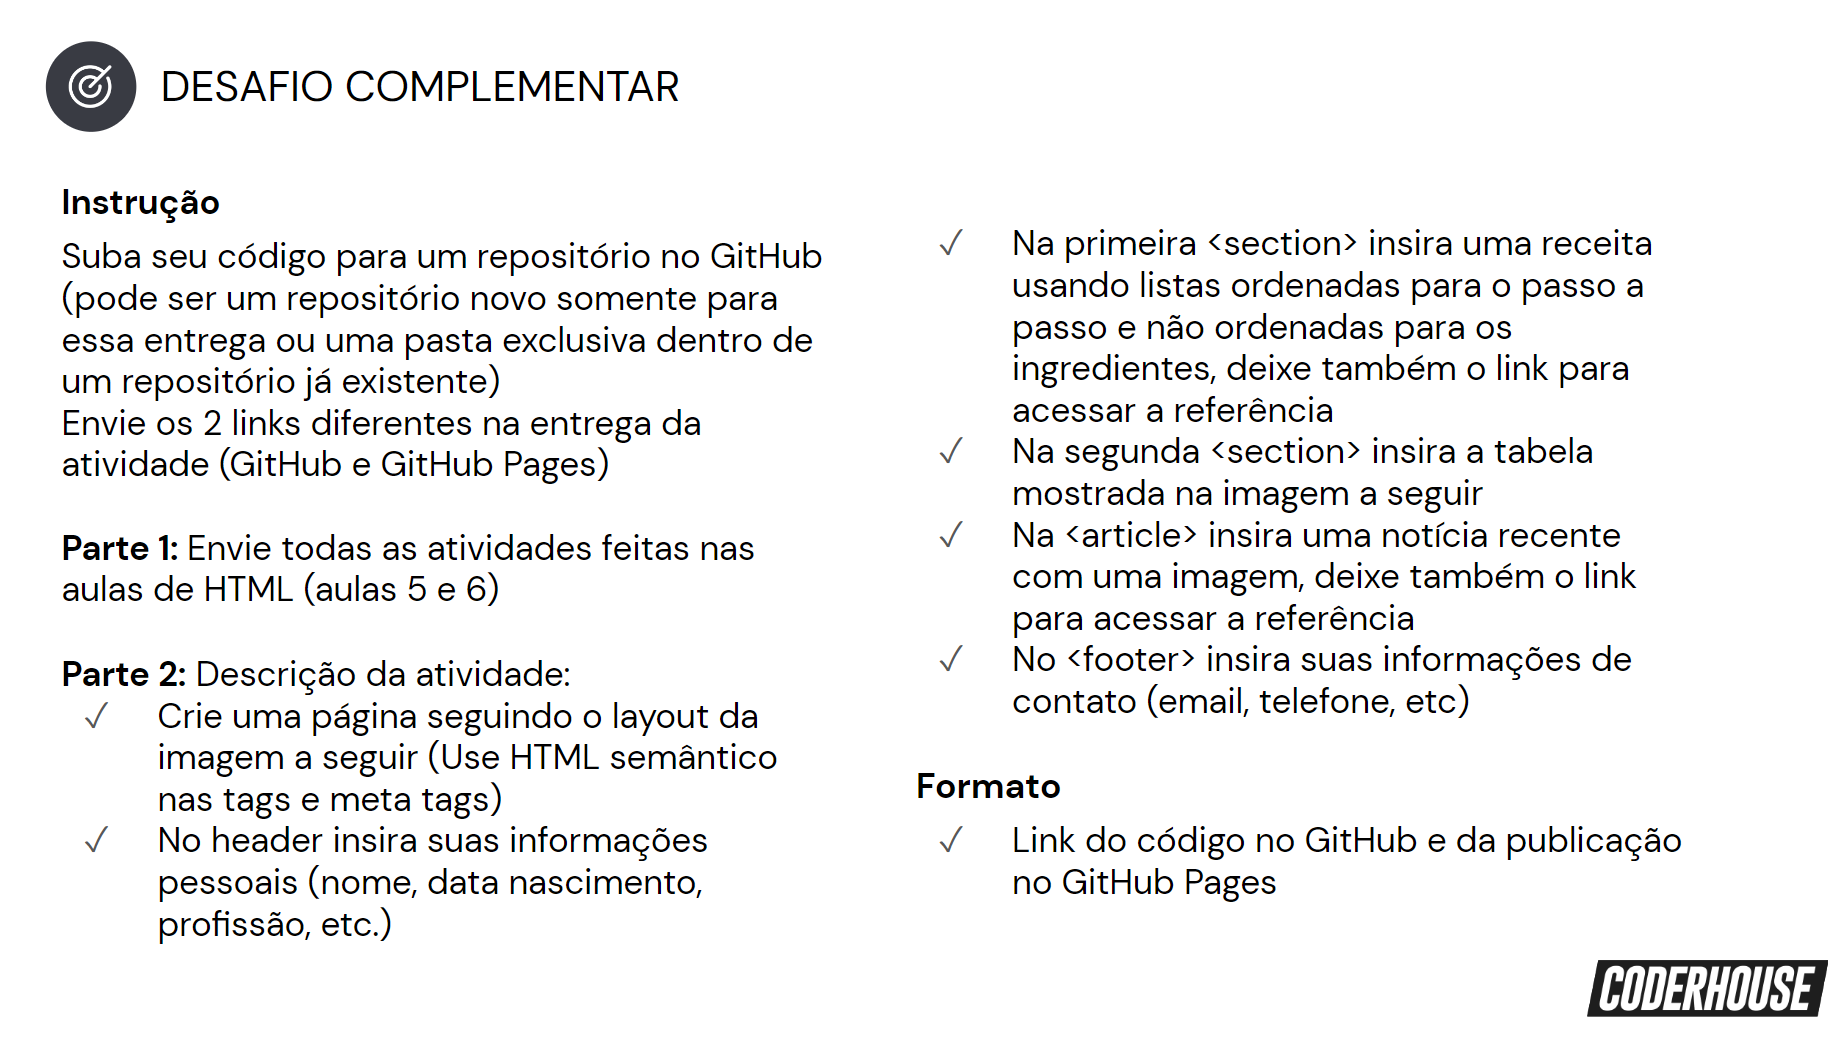 DESAFIO COMPLEMENTAR
Instrução
Suba seu código para um repositório no GitHub
(pode ser um repositório novo somente para
essa entrega ou uma pasta exclusiva dentro de
um repositório já existente)
Envie os 2 links diferentes na entrega da
atividade (GitHub e GitHub Pages)
Parte 1: Envie todas as atividades feitas nas
aulas de HTML (aulas 5 e 6)
Parte 2: Descrição da atividade:
✓ Crie uma página seguindo o layout da
imagem a seguir (Use HTML semântico
nas tags e meta tags)
✓ No header insira suas informações
pessoais (nome, data nascimento,
profissão, etc.)
✓ Na primeira <section> insira uma receita
usando listas ordenadas para o passo a
passo e não ordenadas para os
ingredientes, deixe também o link para
acessar a referência
✓ Na segunda <section> insira a tabela
mostrada na imagem a seguir
✓ Na <article> insira uma notícia recente
com uma imagem, deixe também o link
para acessar a referência
✓ No <footer> insira suas informações de
contato (email, telefone, etc)
Formato
✓ Link do código no GitHub e da publicação
no GitHub Pages
CODERHOUSE